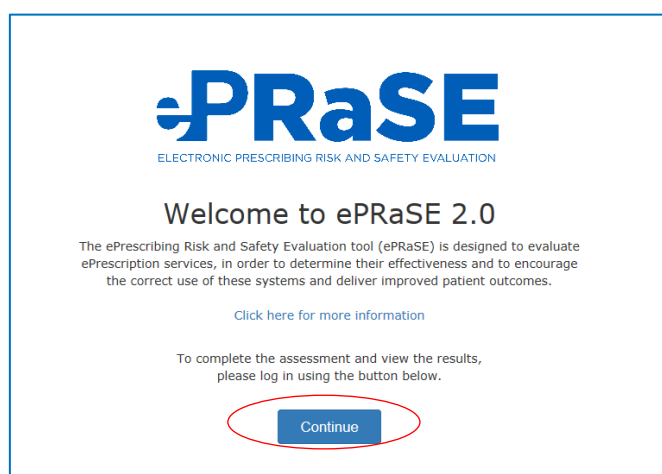 ePRaSE
ELECTRONIC PRESCRIBING RISK AND SAFETY EVALUATION
Welcome to ePRaSE 2.0
The ePrescribing Risk and Safety Evaluation tool (ePRaSE) is designed to evaluate
ePrescription services, in order to determine their effectiveness and to encourage
the correct use of these systems and deliver improved patient outcomes.
Click here for more information
To complete the assessment and view the results,
please log in using the button below.
Continue